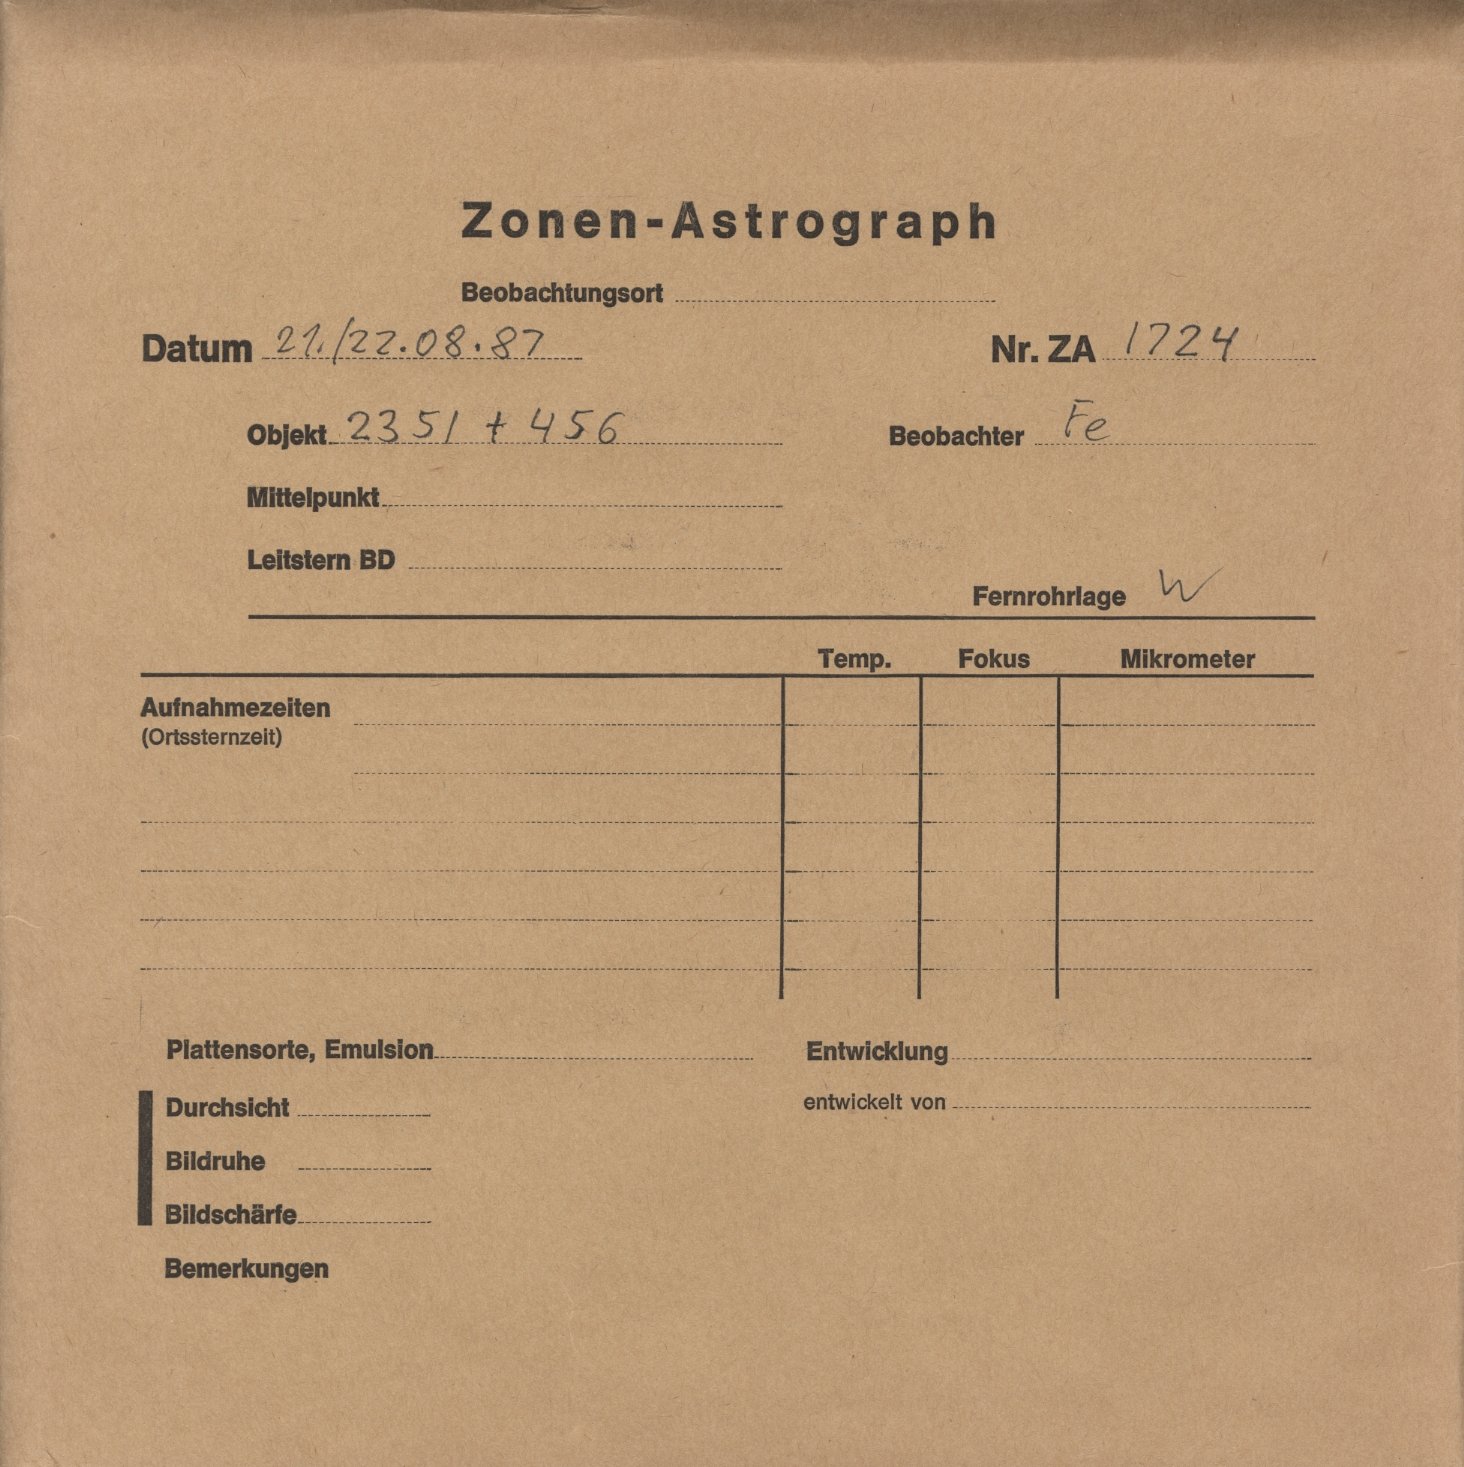 Zonen-Astrograph
Beobachtungsort
Datum 21./22.08.87 Nr. ZA 1724
Objekt 2351 + 456 Beobachter Fe
Mittelpunkt
Leitstern BD
Fernrohrlage W
Temp. Fokus Mikrometer
Aufnahmezeiten
(Ortssternzeit)
Plattensorte, Emulsion Entwicklung
Durchsicht entwickelt von
Bildruhe
Bildschärfe
Bemerkungen